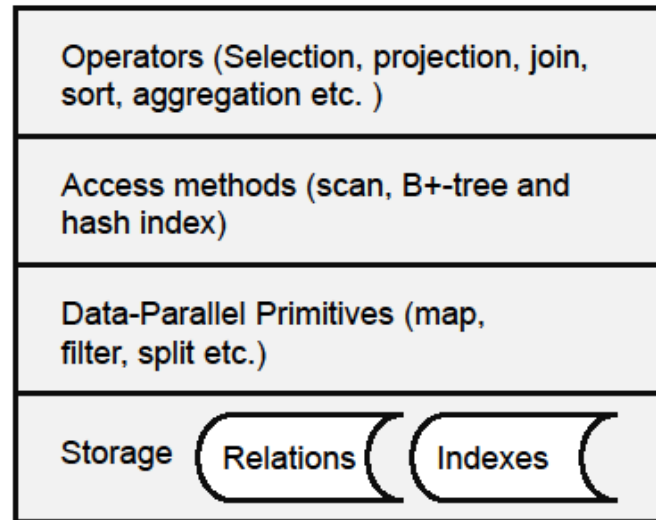 Operators (Selection, projection, join,
sort, aggregation etc. )
Access methods (scan, B+-tree and
hash index)
Data-Parallel Primitives (map,
filter, split etc.)
Storage Relations Indexes